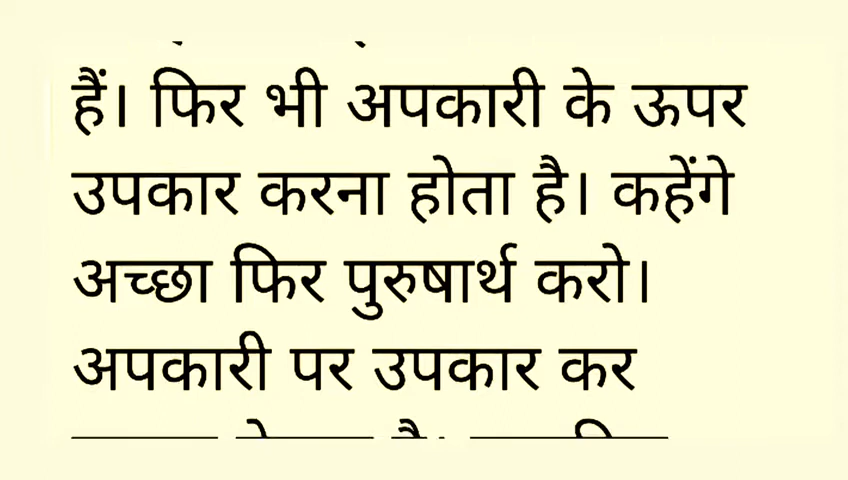 हैं। फिर भी अपकारी के ऊपर
उपकार करना होता है। कहेंगे
अच्छा फिर पुरुषार्थ करो।
अपकारी पर उपकार कर